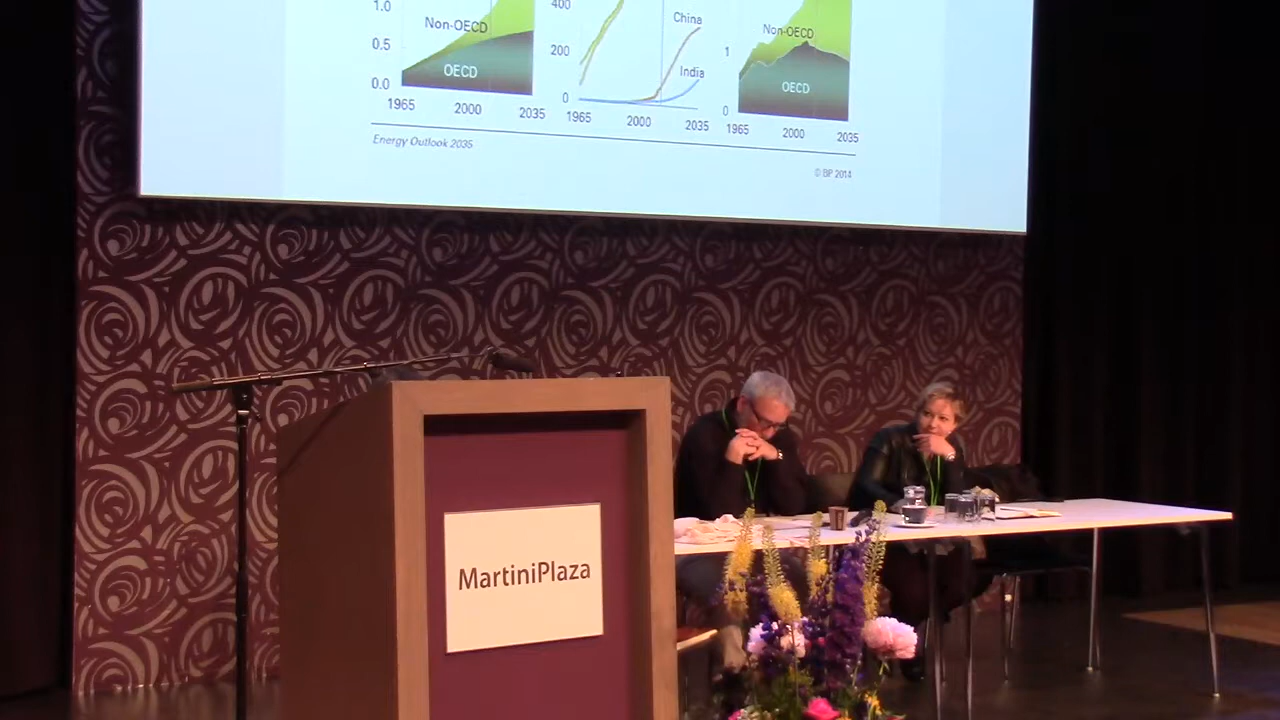 1.0
0.5
0.0
Non-OECD
OECD
1965
2000
2035
400
200
0
China
India
1965
2000
2035
1
0
Non-OECD
OECD
1965
2000
2035
Energy Outlook 2035
© BP 2014
MartiniPlaza